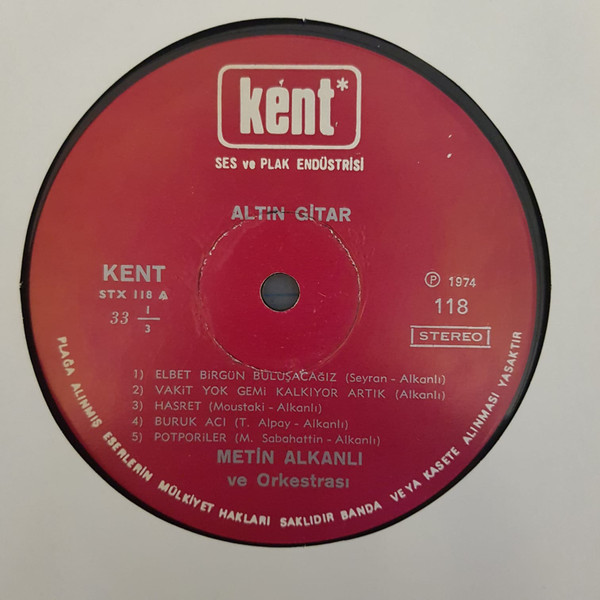 kent*
SES ve PLAK ENDÜSTRİSİ
ALTIN GİTAR
KENT
STX 118 A
33 1/3
℗ 1974
118
STEREO
1) ELBET BİRGÜN BULUŞACAĞIZ (Seyran - Alkanlı)
2) VAKİT YOK GEMİ KALKIYOR ARTIK (Alkanlı)
3) HASRET (Moustaki - Alkanlı)
4) BURUK ACI (T. Alpay - Alkanlı)
5) POTPORİLER (M. Sabahattin - Alkanlı)
METİN ALKANLI
ve Orkestrası
PLAĞA ALINMIŞ ESERLERİN MÜLKİYET HAKLARI SAKLIDIR BANDA VE YA KASETE ALINMASI YASAKTIR